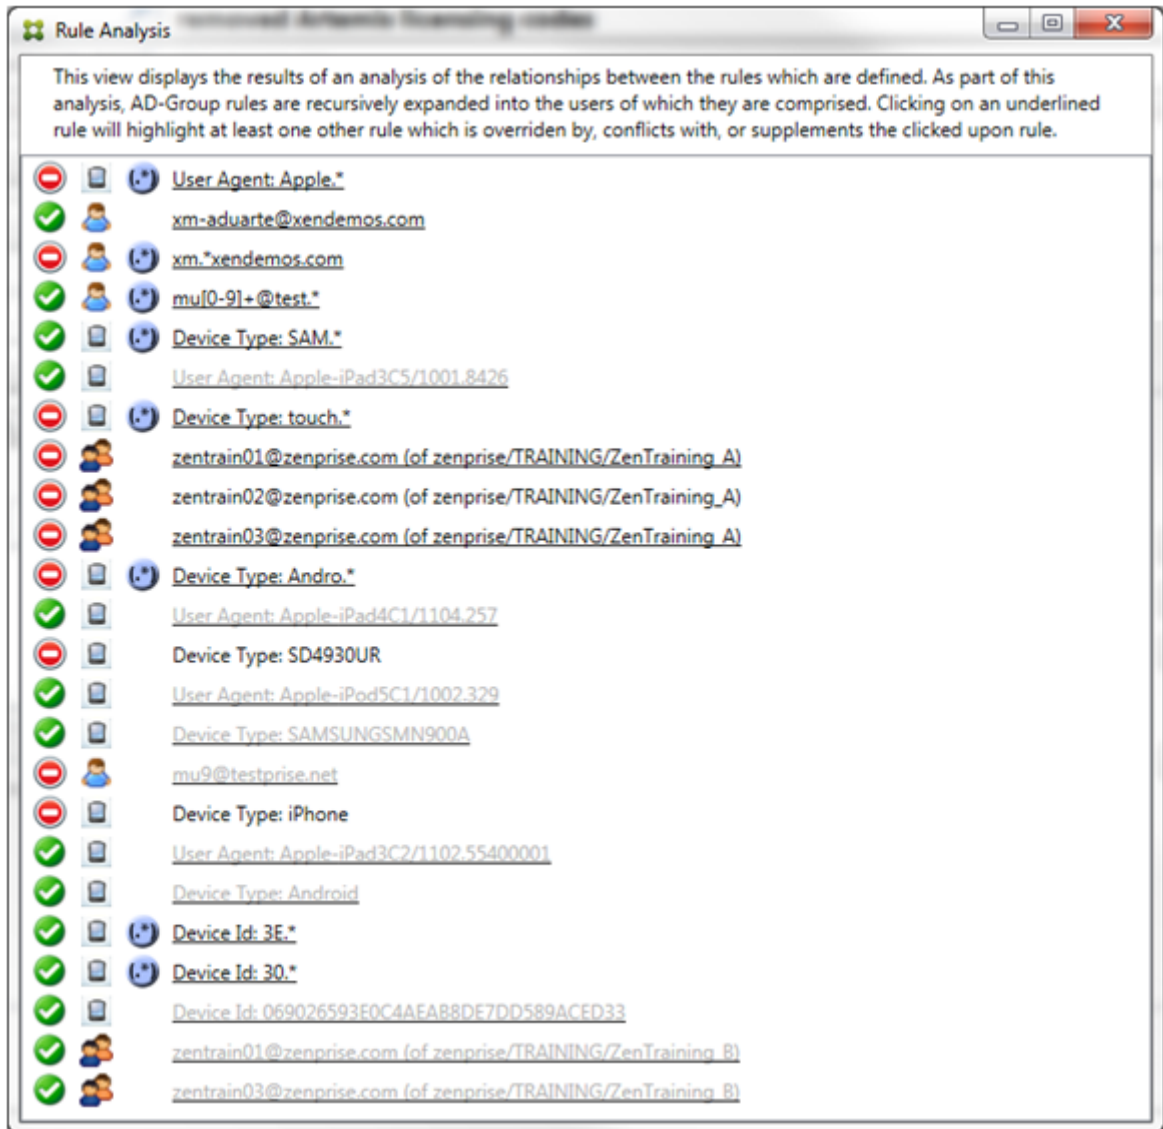 removed Artemis licensing codes
Rule Analysis
This view displays the results of an analysis of the relationships between the rules which are defined. As part of this
analysis, AD-Group rules are recursively expanded into the users of which they are comprised. Clicking on an underlined
rule will highlight at least one other rule which is overriden by, conflicts with, or supplements the clicked upon rule.
(.*) User Agent: Apple.*
xm-aduarte@xendemos.com
(.*) xm.*xendemos.com
(.*) mu[0-9]+@test.*
(.*) Device Type: SAM.*
User Agent: Apple-iPad3C5/1001.8426
(.*) Device Type: touch.*
zentrain01@zenprise.com (of zenprise/TRAINING/ZenTraining_A)
zentrain02@zenprise.com (of zenprise/TRAINING/ZenTraining_A)
zentrain03@zenprise.com (of zenprise/TRAINING/ZenTraining_A)
(.*) Device Type: Andro.*
User Agent: Apple-iPad4C1/1104.257
Device Type: SD4930UR
User Agent: Apple-iPod5C1/1002.329
Device Type: SAMSUNGSMN900A
mu9@testprise.net
Device Type: iPhone
User Agent: Apple-iPad3C2/1102.55400001
Device Type: Android
(.*) Device Id: 3E.*
(.*) Device Id: 30.*
Device Id: 069026593E0C4AEAB8DE7DD589ACED33
zentrain01@zenprise.com (of zenprise/TRAINING/ZenTraining_B)
zentrain03@zenprise.com (of zenprise/TRAINING/ZenTraining_B)